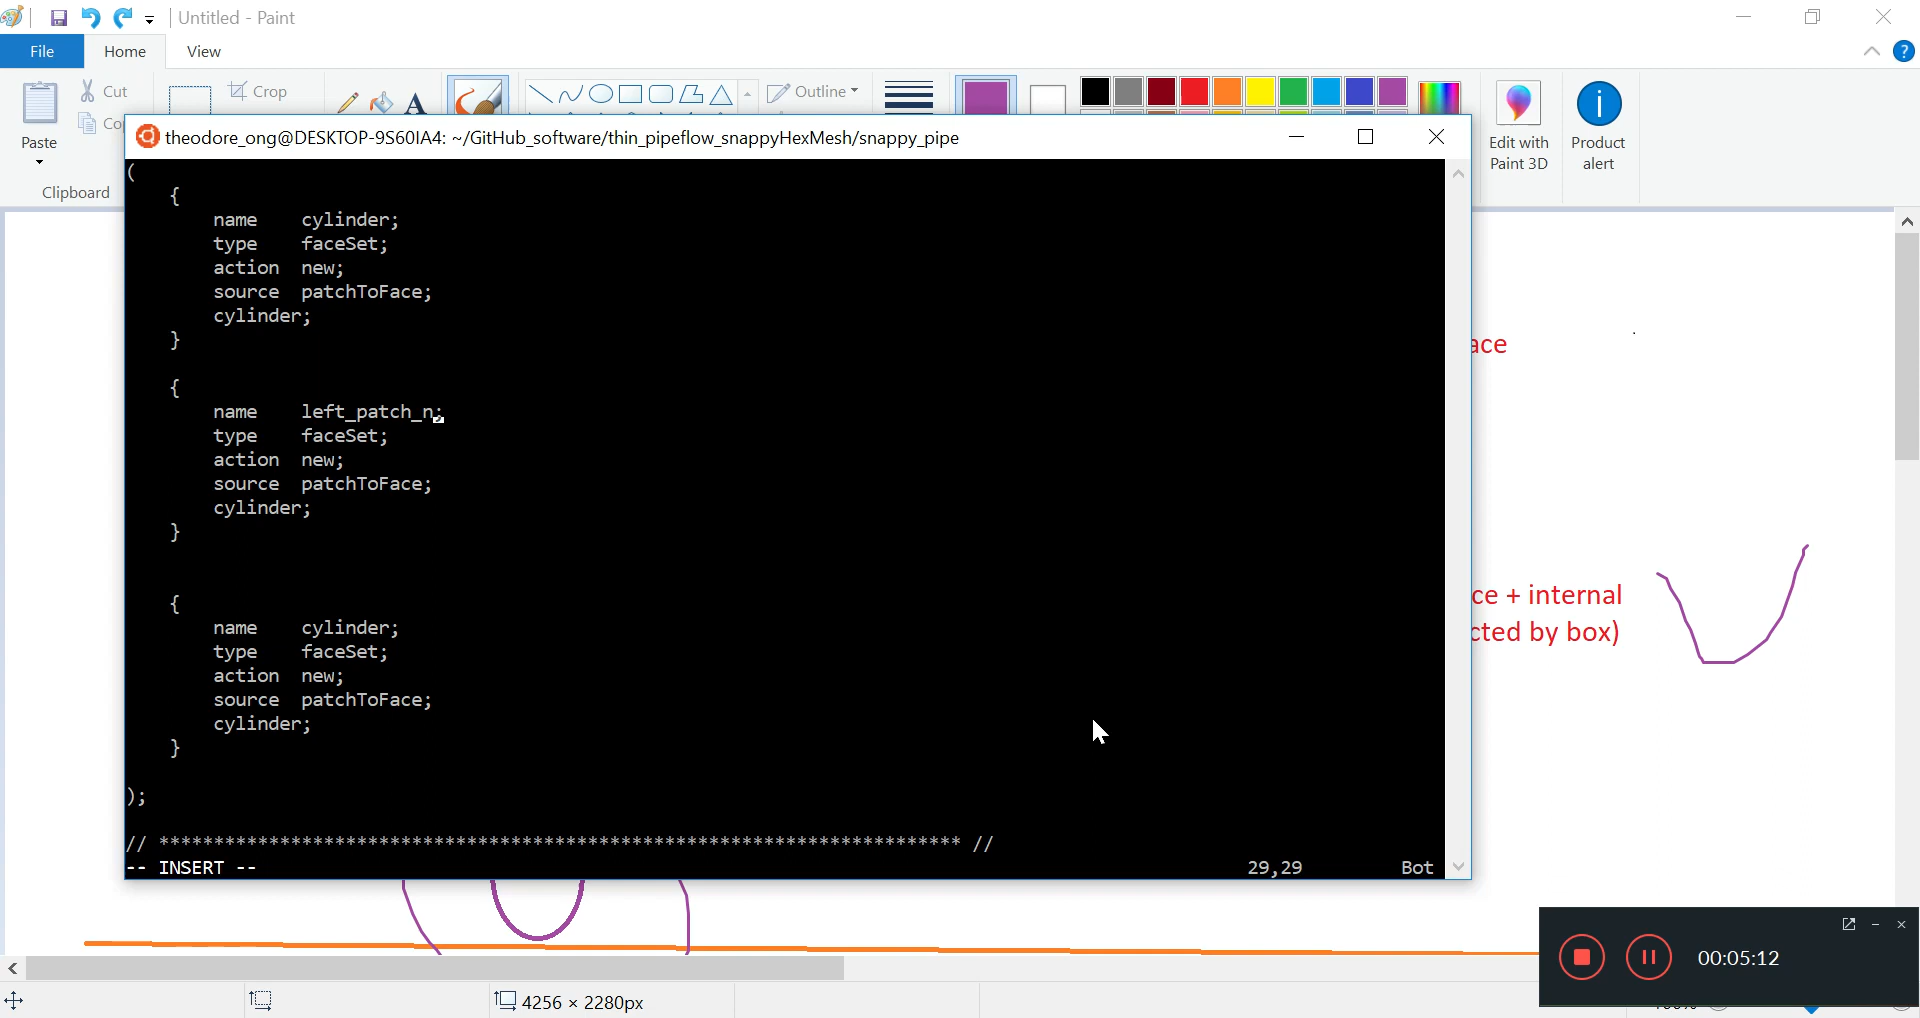 Untitled - Paint
File
Home
View
Paste
Cut
Crop
Outline
Edit with
Paint 3D
Product
alert
Clipboard
theodore_ong@DESKTOP-9S60IA4: ~/GitHub_software/thin_pipeflow_snappyHexMesh/snappy_pipe
(
{
name cylinder;
type faceSet;
action new;
source patchToFace;
cylinder;
}
{
name left_patch_n;
type faceSet;
action new;
source patchToFace;
cylinder;
}
{
name cylinder;
type faceSet;
action new;
source patchToFace;
cylinder;
}
);
// ************************************************************************* //
-- INSERT --
29,29
Bot
ace
ce + internal
cted by box)
00:05:12
4256 × 2280px